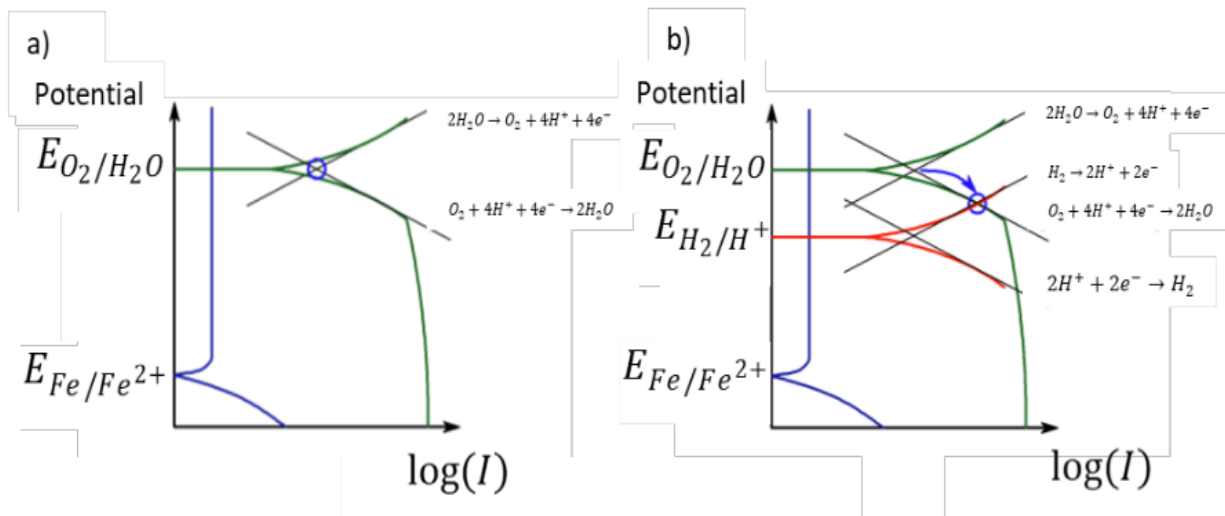 a)
Potential
E_{O_2/H_2O}
E_{Fe/Fe^{2+}}
2H_2O → O_2 + 4H^+ + 4e^-
O_2 + 4H^+ + 4e^- → 2H_2O
log(I)
b)
Potential
E_{O_2/H_2O}
E_{H_2/H^+}
E_{Fe/Fe^{2+}}
2H_2O → O_2 + 4H^+ + 4e^-
H_2 → 2H^+ + 2e^-
O_2 + 4H^+ + 4e^- → 2H_2O
2H^+ + 2e^- → H_2
log(I)